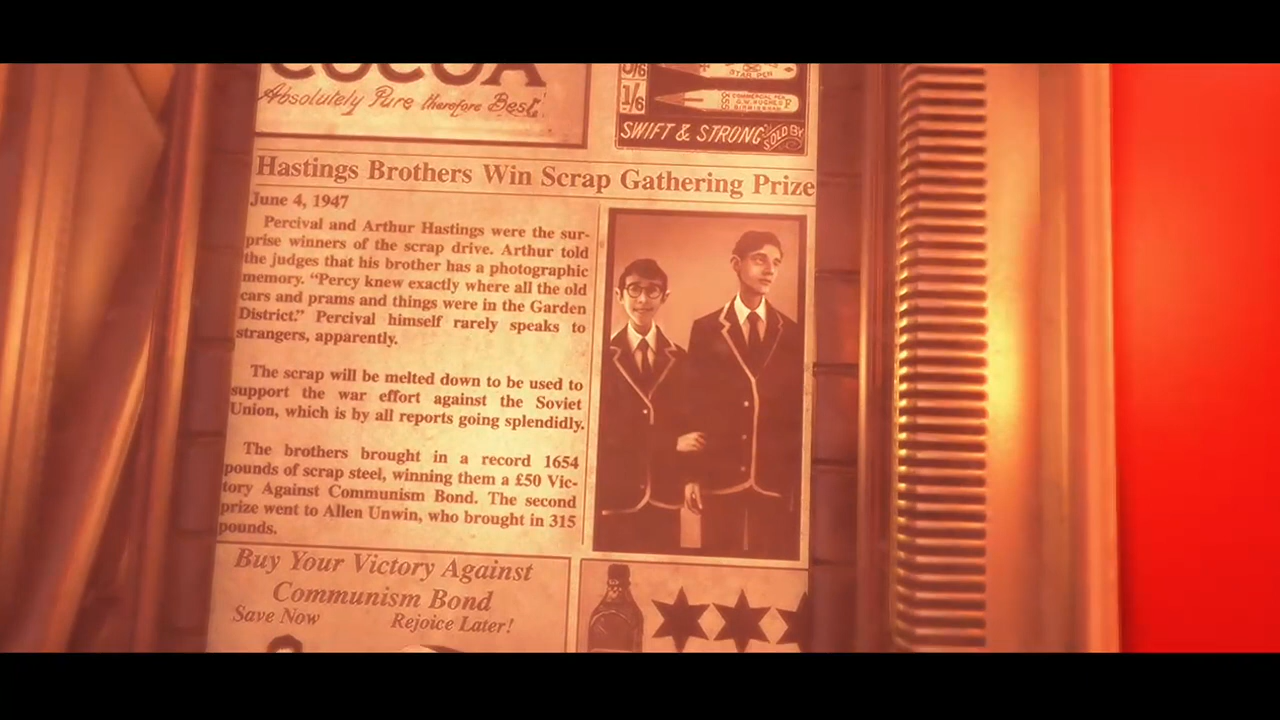 COCOA
Absolutely Pure therefore Best!
1/6
STAR PEN
SWIFT & STRONG SOLD BY
Hastings Brothers Win Scrap Gathering Prize
June 4, 1947
Percival and Arthur Hastings were the sur-
prise winners of the scrap drive. Arthur told
the judges that his brother has a photographic
memory. “Percy knew exactly where all the old
cars and prams and things were in the Garden
District.” Percival himself rarely speaks to
strangers, apparently.
The scrap will be melted down to be used to
support the war effort against the Soviet
Union, which is by all reports going splendidly.
The brothers brought in a record 1654
pounds of scrap steel, winning them a £50 Vic-
tory Against Communism Bond. The second
prize went to Allen Unwin, who brought in 315
pounds.
Buy Your Victory Against
Communism Bond
Save Now Rejoice Later!